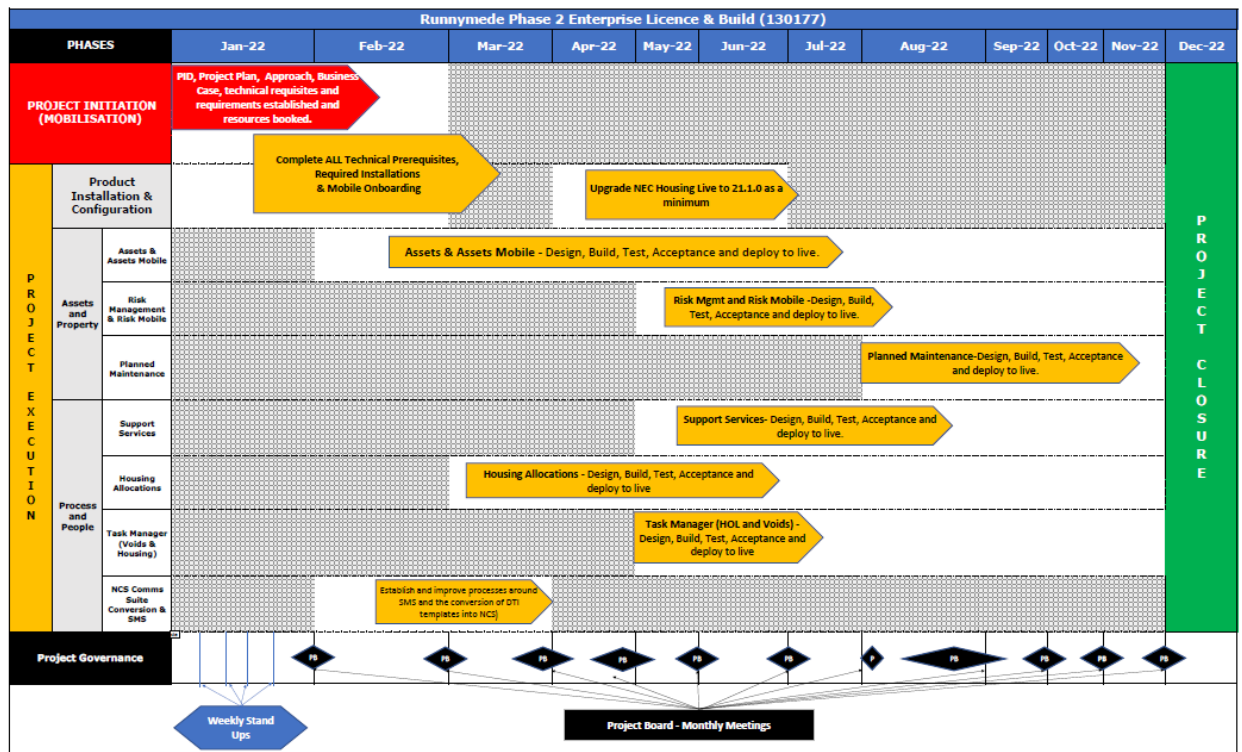 Runnymede Phase 2 Enterprise Licence & Build (130177)
PHASES
Jan-22
Feb-22
Mar-22
Apr-22
May-22
Jun-22
Jul-22
Aug-22
Sep-22
Oct-22
Nov-22
Dec-22
PROJECT INITIATION
(MOBILISATION)
PID, Project Plan, Approach, Business
Case, technical requisites and
requirements established and
resources booked.
Complete ALL Technical Prerequisites,
Required Installations
& Mobile Onboarding
PROJECT EXECUTION
Product
Installation &
Configuration
Upgrade NEC Housing Live to 21.1.0 as a
minimum
Assets
and
Property
Assets &
Assets Mobile
Assets & Assets Mobile - Design, Build, Test, Acceptance and deploy to live.
Risk
Management
& Risk Mobile
Risk Mgmt and Risk Mobile -Design, Build,
Test, Acceptance and deploy to live.
Planned
Maintenance
Planned Maintenance-Design, Build, Test, Acceptance
and deploy to live.
Process
and
People
Support
Services
Support Services- Design, Build, Test, Acceptance and
deploy to live.
Housing
Allocations
Housing Allocations - Design, Build, Test, Acceptance and
deploy to live
Task Manager
(Voids &
Housing)
Task Manager (HOL and Voids) -
Design, Build, Test, Acceptance and
deploy to live
NCS Comms
Suite
Conversion &
SMS
Establish and improve processes around
SMS and the conversion of DTI
templates into NCS)
PROJECT CLOSURE
Project Governance
PB
PB
PB
PB
PB
PB
P
PB
PB
PB
PB
Weekly Stand
Ups
Project Board - Monthly Meetings